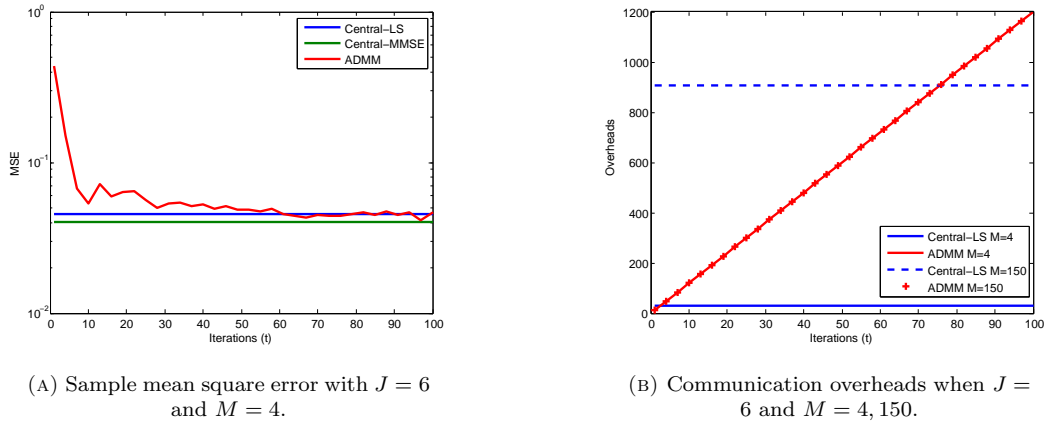 10^0
10^{-1}
10^{-2}
MSE
0 10 20 30 40 50 60 70 80 90 100
Iterations (t)
Central−LS
Central−MMSE
ADMM
(A) Sample mean square error with J = 6
and M = 4.
1200
1000
800
600
400
200
0
Overheads
0 10 20 30 40 50 60 70 80 90 100
Iterations (t)
Central−LS M=4
ADMM M=4
Central−LS M=150
ADMM M=150
(B) Communication overheads when J =
6 and M = 4, 150.